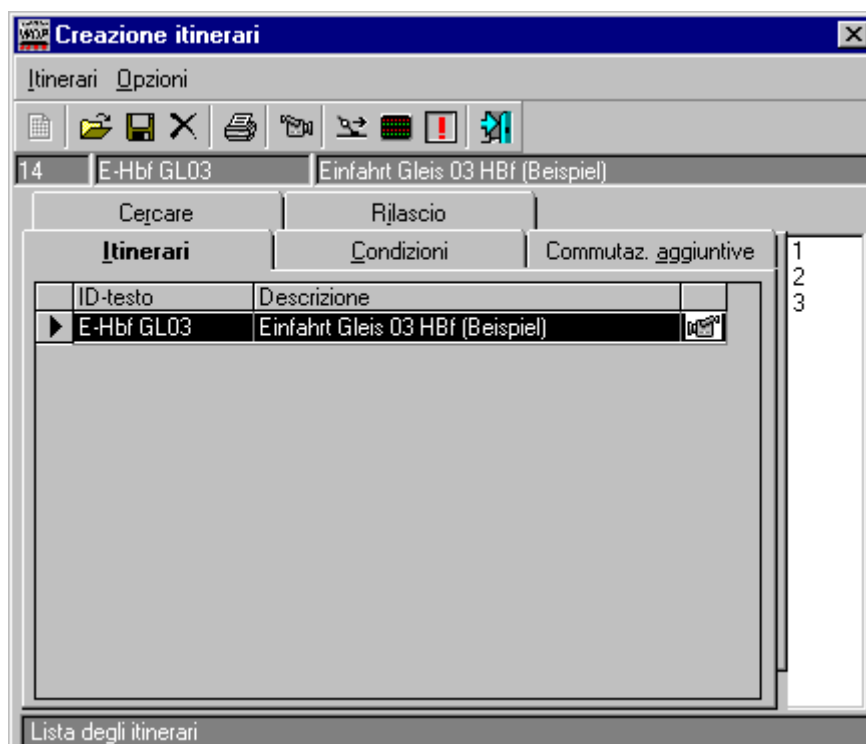 Creazione itinerari
Itinerari Opzioni
14 E-Hbf GL03 Einfahrt Gleis 03 HBf (Beispiel)
Cercare Rilascio
Itinerari Condizioni Commutaz. aggiuntive
ID-testo Descrizione
E-Hbf GL03 Einfahrt Gleis 03 HBf (Beispiel)
1
2
3
Lista degli itinerari